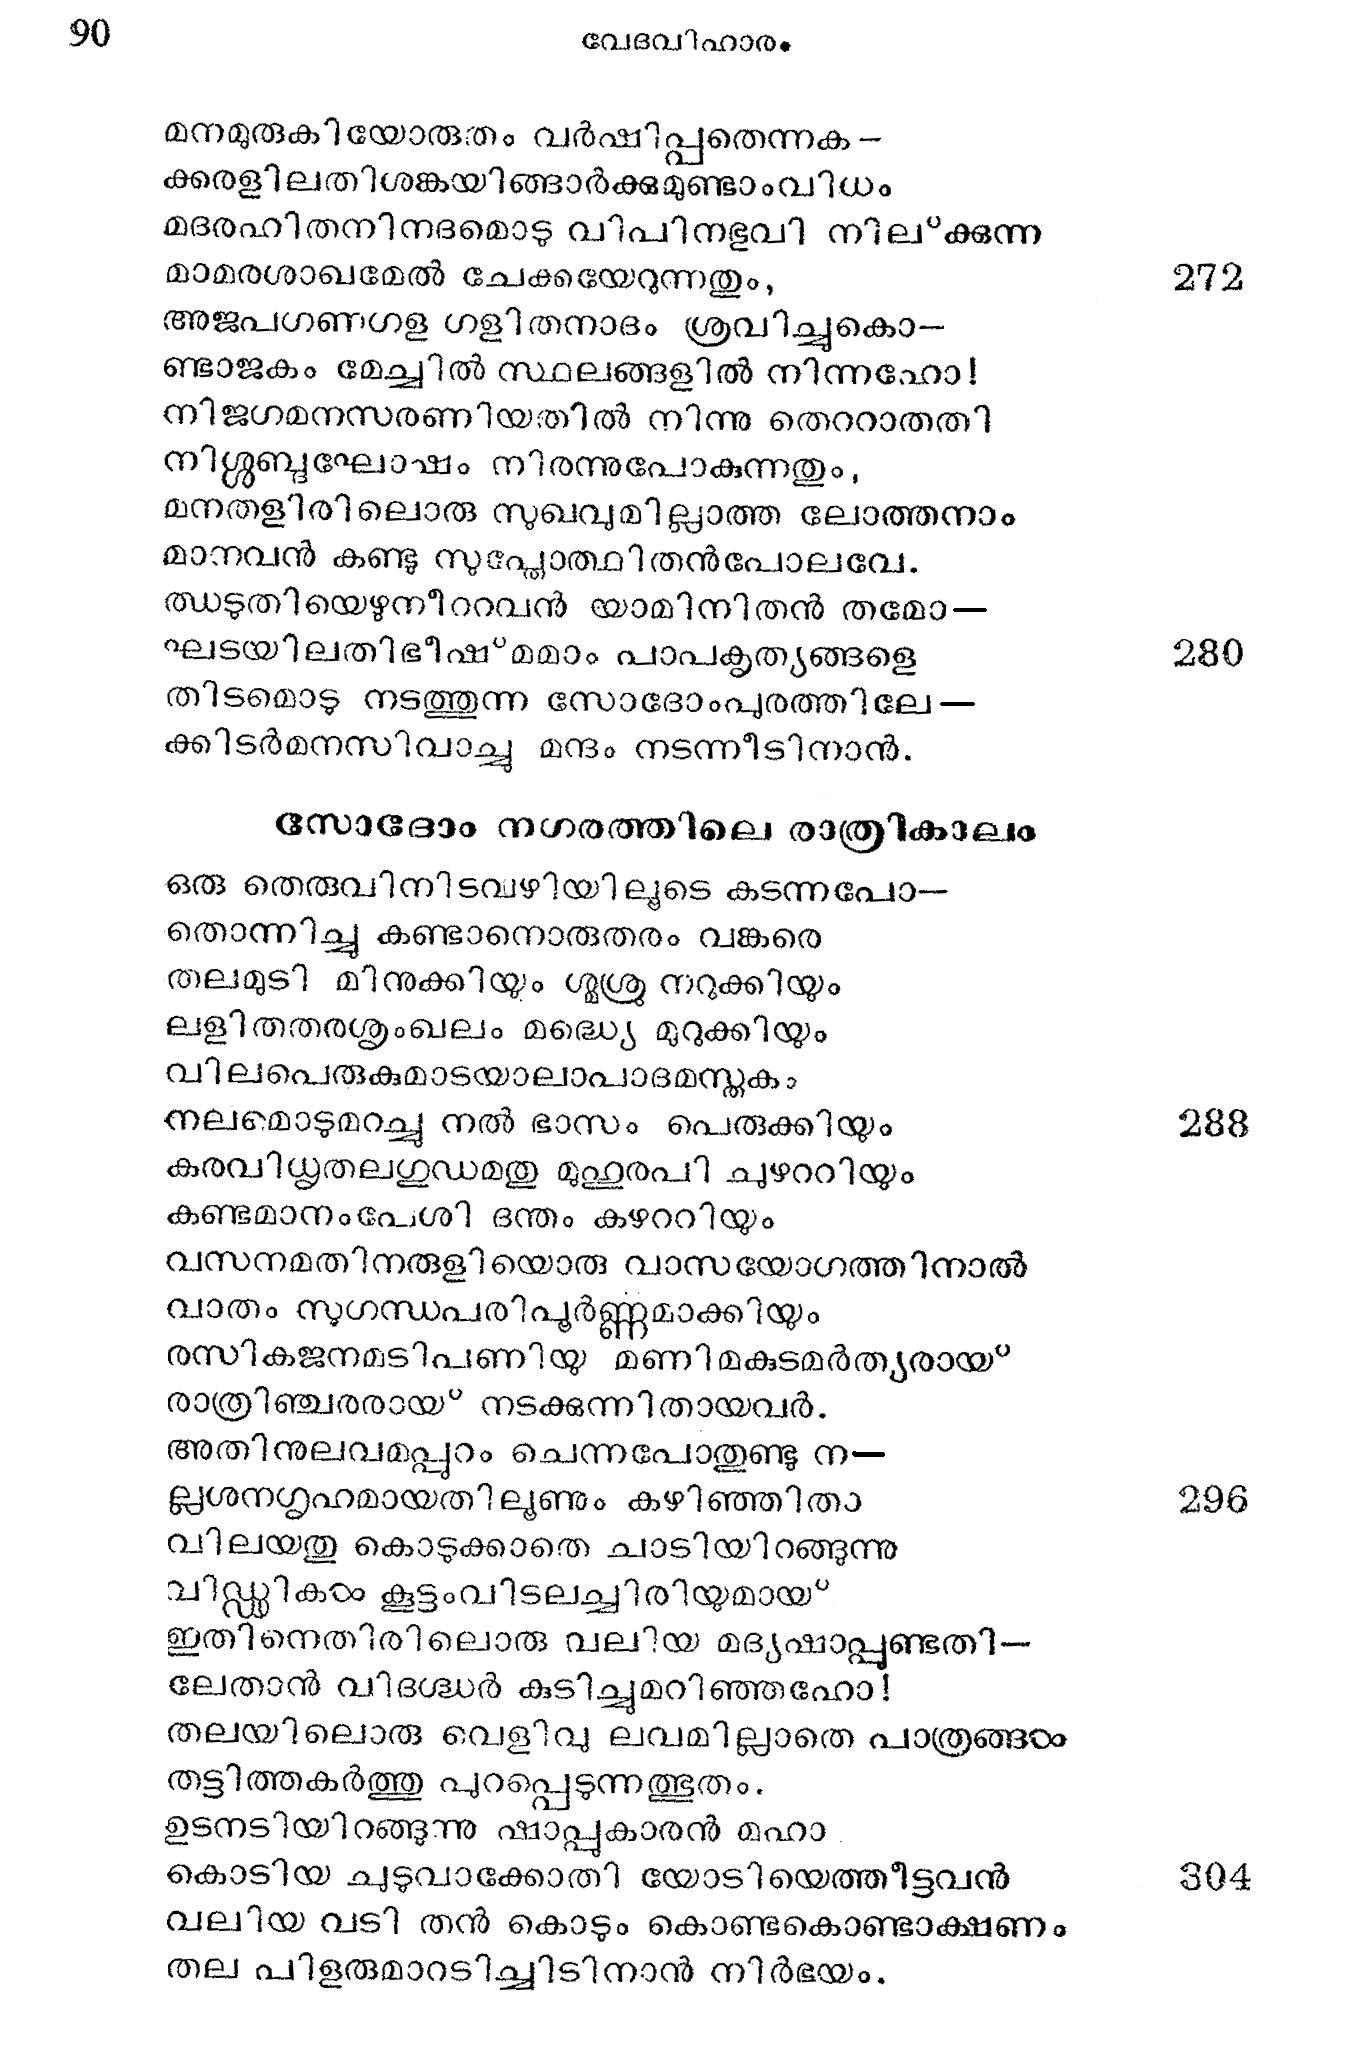 90
വേദവിഹാരം
മനമുരുകിയോരുതം വർഷിപ്പതെന്നക –
ക്കരളിലതിശങ്കയിങ്ങാർക്കുമുണ്ടാംവിധം
മദരഹിതനിനദമൊടു വിപിനഭുവി നില്ക്കുന്ന
മാമരശാഖമേൽ ചേക്കയേറുന്നതും, 272
അജപഗണഗള ഗളിതനാദം ശ്രവിച്ചുകൊ–
ണ്ടാജകം മേച്ചിൽ സ്ഥലങ്ങളിൽ നിന്നഹോ!
നിജഗമനസരണിയതിൽ നിന്നു തെററാതതി
നിശ്ശബ്ദഘോഷം നിരന്നുപോകുന്നതും,
മനതളിരിലൊരു സുഖവുമില്ലാത്ത ലോത്തനാം
മാനവൻ കണ്ടു സുപ്തോത്ഥിതൻപോലവേ.
ഝടുതിയെഴുനീററവൻ യാമിനിതൻ തമോ—
ഘടയിലതിഭീഷ്മമാം പാപകൃത്യങ്ങളെ 280
തിടമൊടു നടത്തുന്ന സോദോംപുരത്തിലേ—
ക്കിടർമനസിവാച്ചു മന്ദം നടന്നീടിനാൻ.
സോദോം നഗരത്തിലെ രാത്രികാലം
ഒരു തെരുവിനിടവഴിയിലൂടെ കടന്നപോ—
തൊന്നിച്ചു കണ്ടാനൊരുതരം വങ്കരെ
തലമുടി മിനുക്കിയും ശ്മശ്രു നറുക്കിയും
ലളിതതരശൃംഖലം മദ്ധ്യെ മുറുക്കിയും
വിലപെരുകുമാടയാലാപാദമസ്തകം
നലമൊടുമറച്ചു നൽ ഭാസം പെരുക്കിയും 288
കരവിധൃതലഗുഡമതു മുഹുരപി ചുഴററിയും
കണ്ടമാനംപേശി ദന്തം കഴററിയും
വസനമതിനരുളിയൊരു വാസയോഗത്തിനാൽ
വാതം സുഗന്ധപരിപൂർണ്ണമാക്കിയും
രസികജനമടിപണിയു മണിമകുടമർത്യരായ്
രാത്രിഞ്ചരരായ് നടക്കുന്നിതായവർ.
അതിനുലവമപ്പുറം ചെന്നപോതുണ്ടു ന—
ല്ലശനഗൃഹമായതിലൂണും കഴിഞ്ഞിതാ 296
വിലയതു കൊടുക്കാതെ ചാടിയിറങ്ങുന്നു
വിഡ്ഢികൾ കൂട്ടംവിടലച്ചിരിയുമായ്
ഇതിനെതിരിലൊരു വലിയ മദ്യഷാപ്പുണ്ടതി—
ലേതാൻ വിദഗ്ദ്ധർ കുടിച്ചുമറിഞ്ഞഹോ!
തലയിലൊരു വെളിവു ലവമില്ലാതെ പാത്രങ്ങൾ
തട്ടിത്തകർത്തു പുറപ്പെടുന്നത്ഭുതം.
ഉടനടിയിറങ്ങുന്നു ഷാപ്പുകാരൻ മഹാ
കൊടിയ ചുടുവാക്കോതി യോടിയെത്തീട്ടവൻ 304
വലിയ വടി തൻ കൊടും കൊണ്ടകൊണ്ടാക്ഷണം
തല പിളരുമാറടിച്ചിടിനാൻ നിർഭയം.